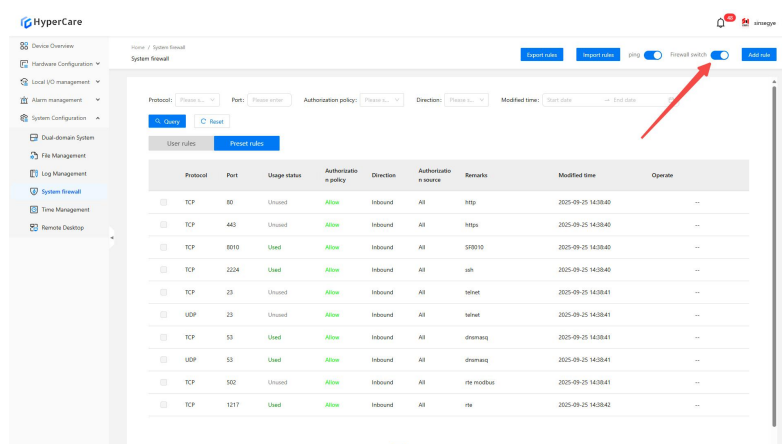 HyperCare
48
sinsegye
Device Overview
Hardware Configuration
Local I/O management
Alarm management
System Configuration
Dual-domain System
File Management
Log Management
System firewall
Time Management
Remote Desktop
Home / System firewall
System firewall
Export rules
Import rules
ping
Firewall switch
Add rule
Protocol: Please s...
Port: Please enter
Authorization policy: Please s...
Direction: Please s...
Modified time: Start date → End date
Query
Reset
User rules
Preset rules
Protocol Port Usage status Authorizatio n policy Direction Authorizatio n source Remarks Modified time Operate
TCP 80 Unused Allow Inbound All http 2025-09-25 14:38:40 --
TCP 443 Unused Allow Inbound All https 2025-09-25 14:38:40 --
TCP 8010 Used Allow Inbound All SF8010 2025-09-25 14:38:40 --
TCP 2224 Used Allow Inbound All ssh 2025-09-25 14:38:40 --
TCP 23 Unused Allow Inbound All telnet 2025-09-25 14:38:41 --
UDP 23 Unused Allow Inbound All telnet 2025-09-25 14:38:41 --
TCP 53 Used Allow Inbound All dnsmasq 2025-09-25 14:38:41 --
UDP 53 Used Allow Inbound All dnsmasq 2025-09-25 14:38:41 --
TCP 502 Unused Allow Inbound All rte modbus 2025-09-25 14:38:41 --
TCP 1217 Used Allow Inbound All rte 2025-09-25 14:38:42 --